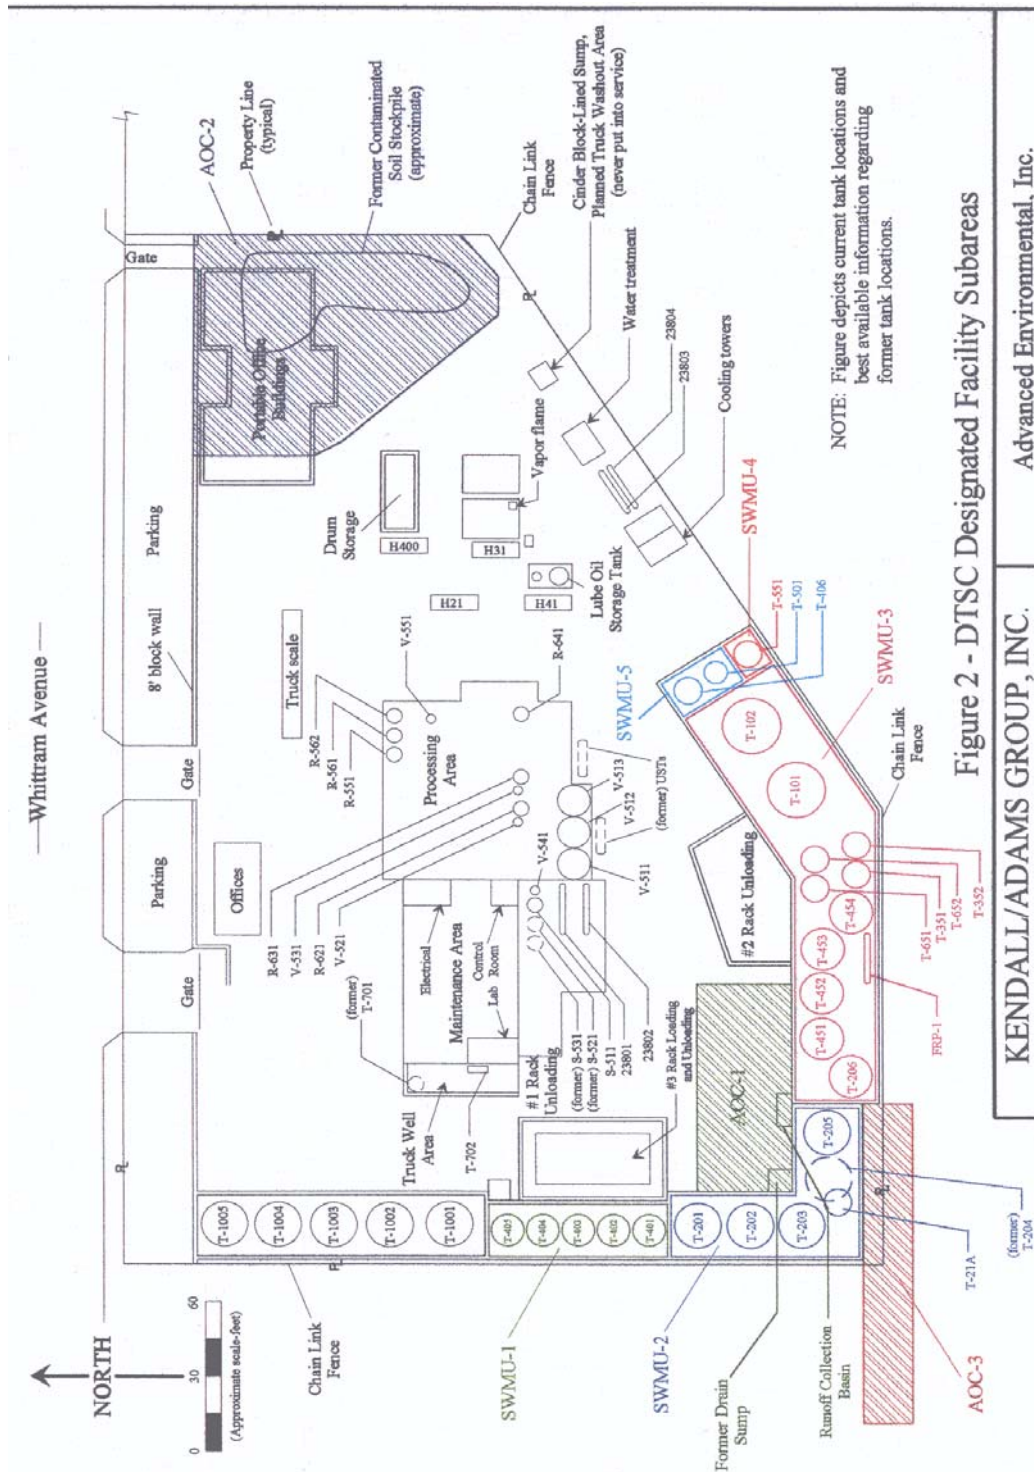 Whittram Avenue
NORTH
0 30 60
(Approximate scale-feet)
Parking
Gate
Parking
Gate
8' block wall
Parking
Gate
AOC-2
Property Line
(typical)
Former Contaminated
Soil Stockpile
(approximate)
Portable Office
Buildings
Offices
Truck scale
Chain Link
Fence
Cinder Block-Lined Sump,
Planned Truck Washout Area
(never put into service)
Water treatment
23804
23803
Cooling towers
Drum
Storage
H400
H31
Vapor flame
H21
H41
Lube Oil
Storage Tank
R-562
R-561
R-551
V-551
R-641
Processing
Area
R-631
V-531
R-621
V-521
(former)
T-701
Electrical
Maintenance Area
Control
Room
Lab
V-541
V-513
V-512
(former) USTs
V-511
Truck Well
Area
T-702
#1 Rack
Unloading
(former) S-531
(former) S-521
S-511
23801
23802
#3 Rack Loading
and Unloading
#2 Rack Unloading
T-1005
T-1004
T-1003
T-1002
T-1001
Chain Link
Fence
SWMU-1
T-405
T-404
T-403
T-402
T-401
SWMU-2
T-201
T-202
T-203
T-205
(former)
T-204
T-21A
Former Drain
Sump
Runoff Collection
Basin
AOC-1
AOC-3
SWMU-5
SWMU-4
T-551
T-501
T-406
SWMU-3
T-102
T-101
T-454
T-453
T-452
T-451
T-206
FRP-1
T-651
T-351
T-652
T-352
Chain Link
Fence
NOTE: Figure depicts current tank locations and
best available information regarding
former tank locations.
Figure 2 - DTSC Designated Facility Subareas
KENDALL/ADAMS GROUP, INC.
Advanced Environmental, Inc.